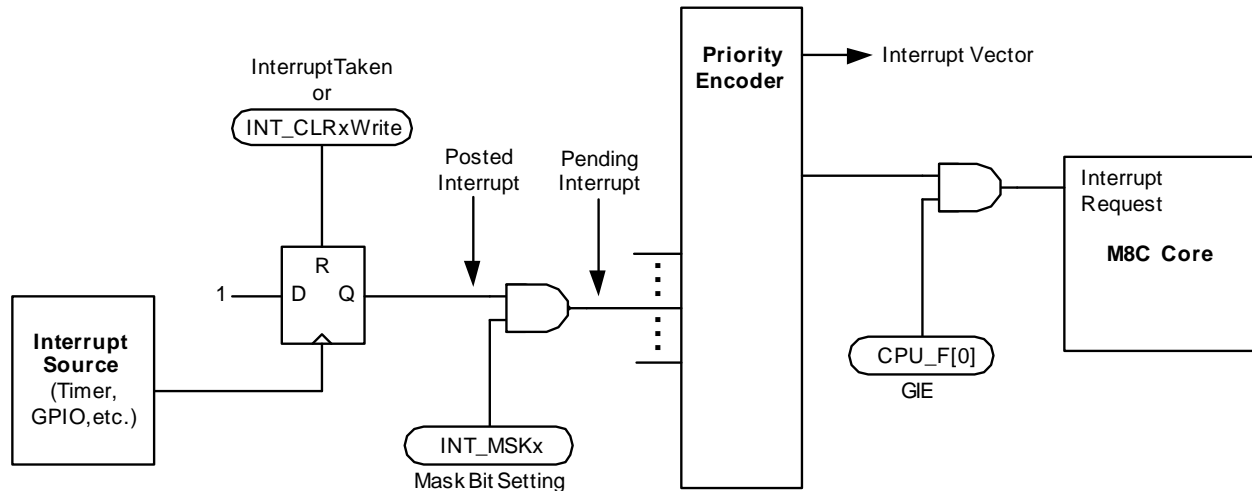 Priority
Encoder
Interrupt Vector
InterruptTaken
or
INT_CLRxWrite
Posted
Interrupt
Pending
Interrupt
Interrupt
Request
M8C Core
R
1
D
Q
Interrupt
Source
(Timer,
GPIO,etc.)
CPU_F[0]
GIE
INT_MSKx
Mask Bit Setting